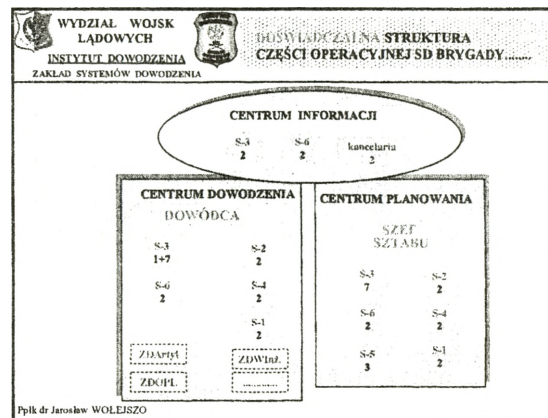 WYDZIAŁ WOJSK
LĄDOWYCH
INSTYTUT DOWODZENIA
ZAKŁAD SYSTEMÓW DOWODZENIA
DOŚWIADCZALNA STRUKTURA
CZĘŚCI OPERACYJNEJ SD BRYGADY........
CENTRUM INFORMACJI
S-3 S-6 kancelaria
2 2 2
CENTRUM DOWODZENIA
DOWÓDCA
S-3 S-2
1+7 2
S-6 S-4
2 2
S-1
2
ZDArtyl ZDWInż.
ZDOPL ............
CENTRUM PLANOWANIA
SZEF
SZTABU
S-3 S-2
7 2
S-6 S-4
2 2
S-5 S-1
3 2
Ppłk dr Jarosław WOŁEJSZO